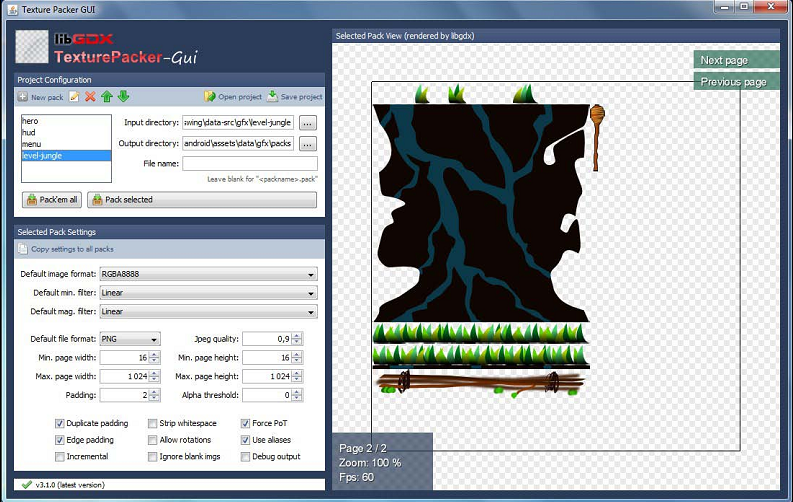 Texture Packer GUI
libGDX
TexturePacker-Gui
Project Configuration
New pack
Open project
Save project
hero
hud
menu
level-jungle
Input directory:
:wing\data-src\gfx\level-jungle
...
Output directory:
android\assets\data\gfx\packs
...
File name:
Leave blank for "<packname>.pack"
Pack'em all
Pack selected
Selected Pack Settings
Copy settings to all packs
Default image format:
RGBA8888
Default min. filter:
Linear
Default mag. filter:
Linear
Default file format:
PNG
Jpeg quality:
0,9
Min. page width:
16
Min. page height:
16
Max. page width:
1 024
Max. page height:
1 024
Padding:
2
Alpha threshold:
0
Duplicate padding
Strip whitespace
Force PoT
Edge padding
Allow rotations
Use aliases
Incremental
Ignore blank imgs
Debug output
v3.1.0 (latest version)
Selected Pack View (rendered by libgdx)
Next page
Previous page
Page 2 / 2
Zoom: 100 %
Fps: 60